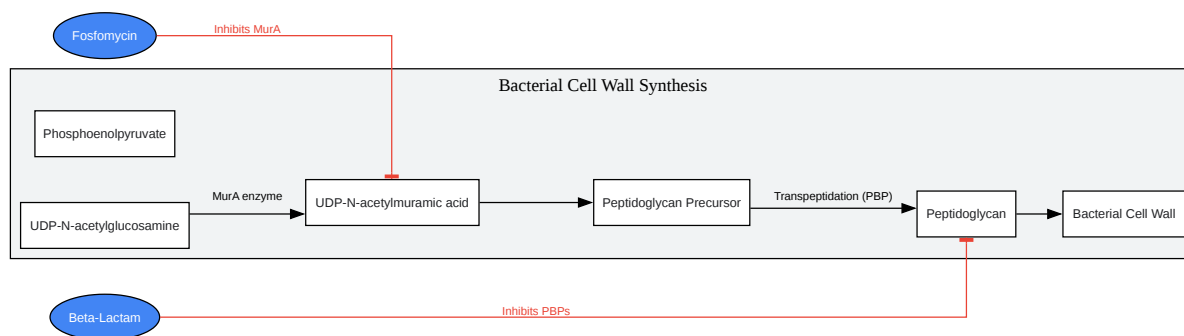 Fosfomycin
Inhibits MurA
Bacterial Cell Wall Synthesis
Phosphoenolpyruvate
MurA enzyme
UDP-N-acetylglucosamine
UDP-N-acetylmuramic acid
Peptidoglycan Precursor
Transpeptidation (PBP)
Peptidoglycan
Bacterial Cell Wall
Beta-Lactam
Inhibits PBPs